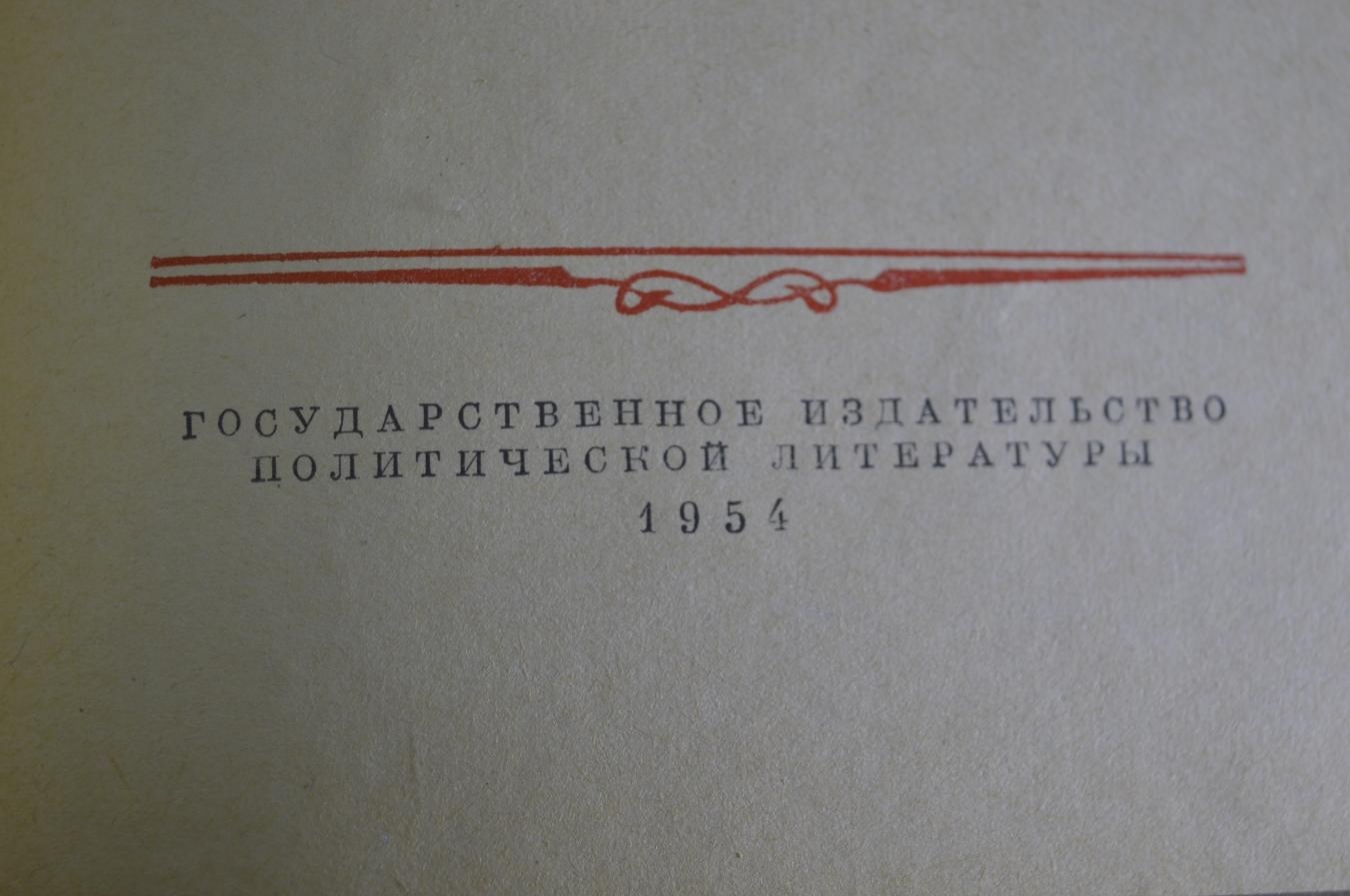 ГОСУДАРСТВЕННОЕ ИЗДАТЕЛЬСТВО
ПОЛИТИЧЕСКОЙ ЛИТЕРАТУРЫ
1954